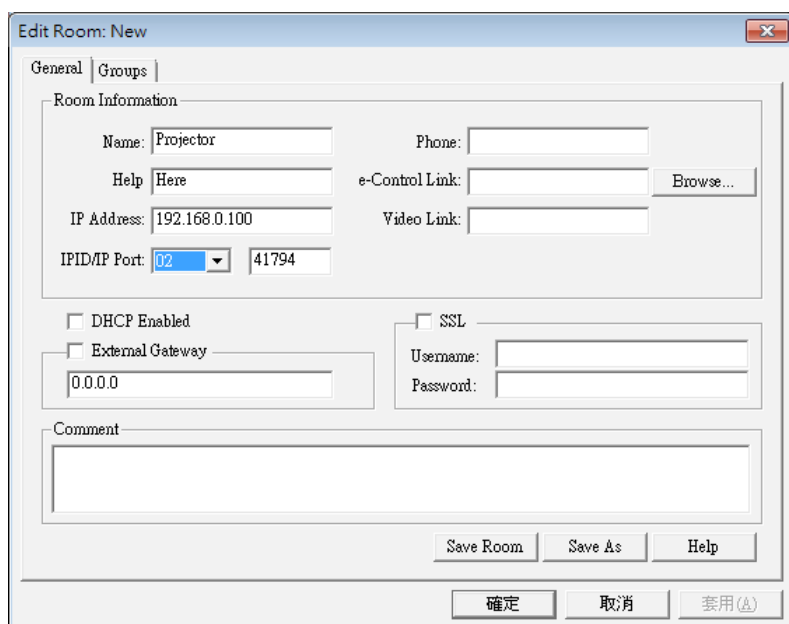 Edit Room: New
General Groups
Room Information
Name: Projector Phone:
Help Here e-Control Link: Browse...
IP Address: 192.168.0.100 Video Link:
IPID/IP Port: 02 41794
DHCP Enabled SSL
External Gateway Username:
0.0.0.0 Password:
Comment
Save Room Save As Help
確定 取消 套用(A)